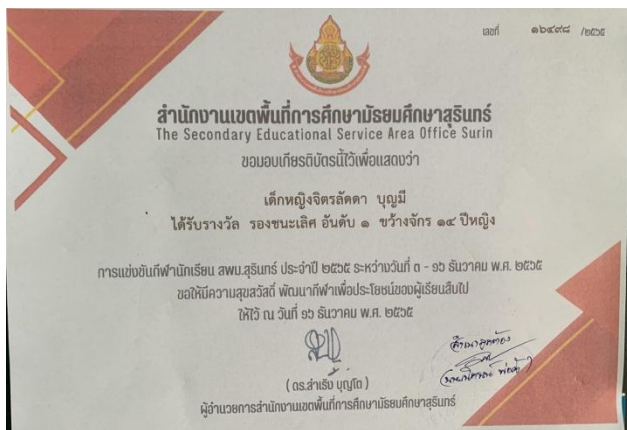 เลขที่ ๑๖๔๙๘ /๒๕๖๕
สำนักงานเขตพื้นที่การศึกษามัธยมศึกษาสุรินทร์
The Secondary Educational Service Area Office Surin
ขอมอบเกียรติบัตรนี้ไว้เพื่อแสดงว่า
เด็กหญิงจิตรลัดดา บุญมี
ได้รับรางวัล รองชนะเลิศ อันดับ ๑ ขว้างจักร ๑๔ ปีหญิง
การแข่งขันกีฬานักเรียน สพม.สุรินทร์ ประจำปี ๒๕๖๕ ระหว่างวันที่ ๓ - ๑๖ ธันวาคม พ.ศ. ๒๕๖๕
ขอให้มีความสุขสวัสดิ์ พัฒนากีฬาเพื่อประโยชน์ของผู้เรียนสืบไป
ให้ไว้ ณ วันที่ ๑๖ ธันวาคม พ.ศ. ๒๕๖๕
สำเนาถูกต้อง
( ดร.สำเริง บุญโต )
ผู้อำนวยการสำนักงานเขตพื้นที่การศึกษามัธยมศึกษาสุรินทร์